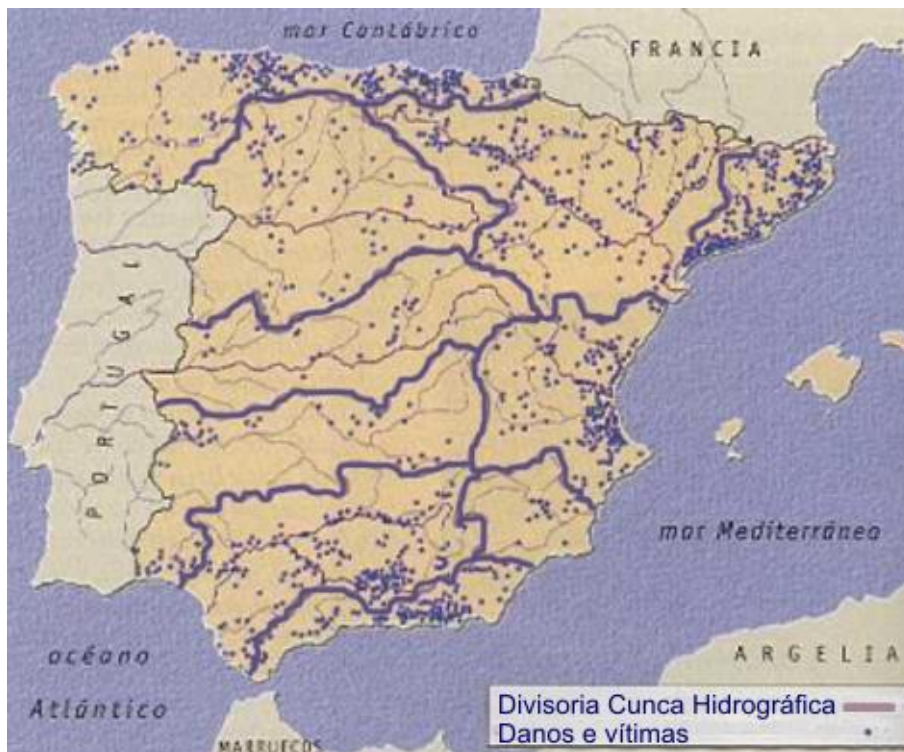 mar Cantábrico
FRANCIA
PORTUGAL
mar Mediterráneo
océano
Atlántico
ARGELIA
MARRUECOS
Divisoria Cunca Hidrográfica
Danos e vítimas